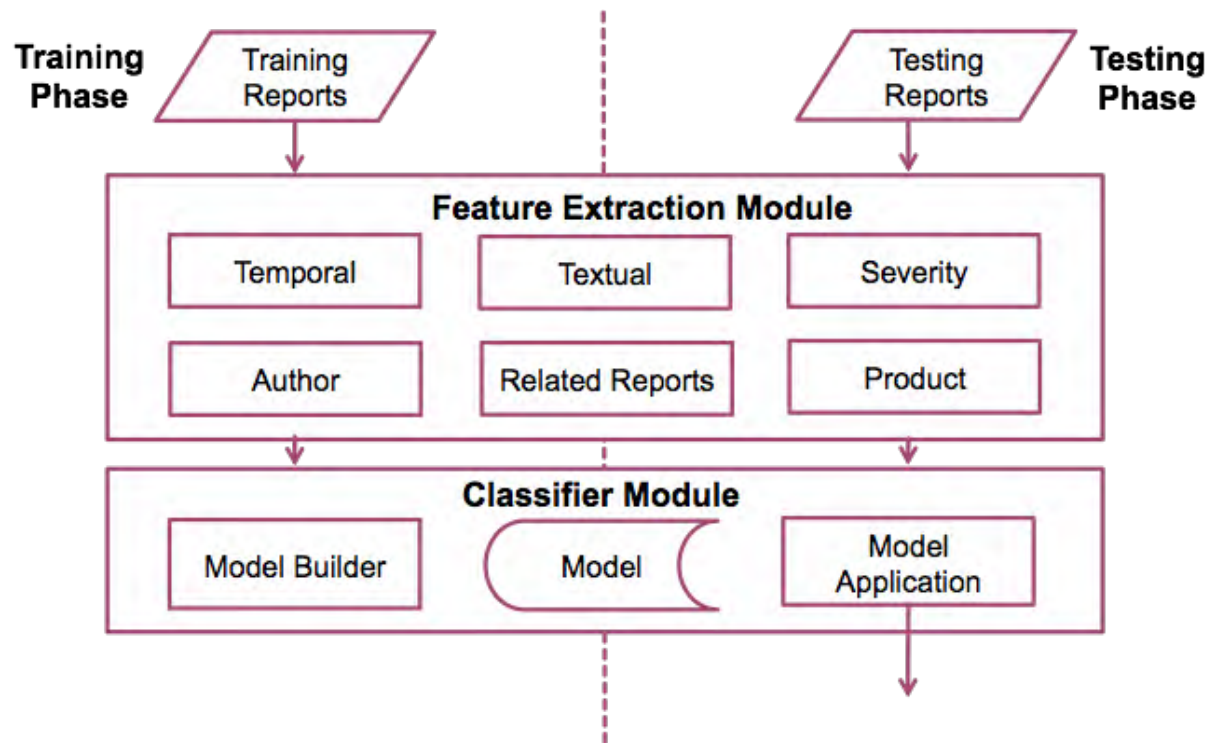 Training
Phase
Training
Reports
Testing
Reports
Testing
Phase
Feature Extraction Module
Temporal
Textual
Severity
Author
Related Reports
Product
Classifier Module
Model Builder
Model
Model
Application